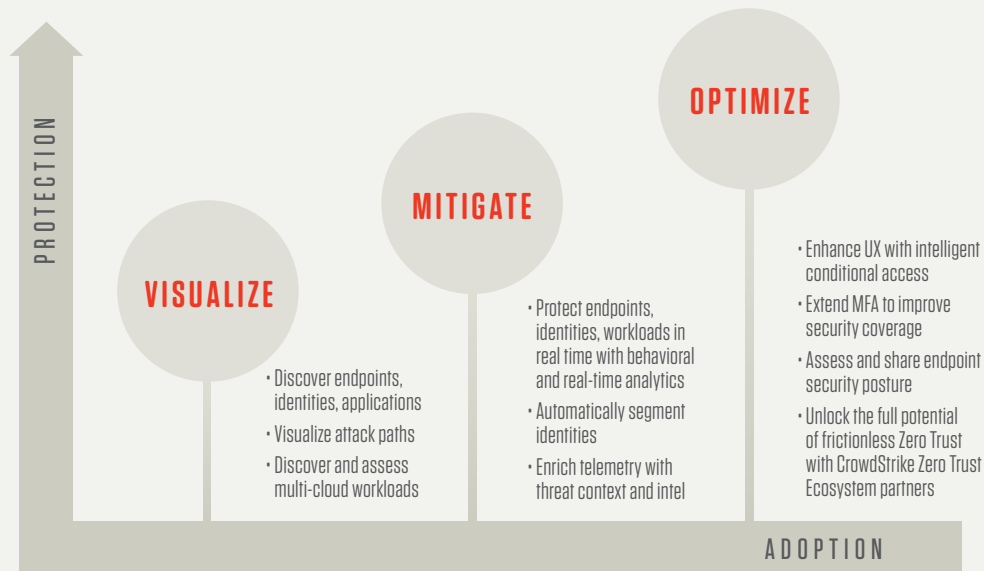 PROTECTION
VISUALIZE
• Discover endpoints,
identities, applications
• Visualize attack paths
• Discover and assess
multi-cloud workloads
MITIGATE
• Protect endpoints,
identities, workloads in
real time with behavioral
and real-time analytics
• Automatically segment
identities
• Enrich telemetry with
threat context and intel
OPTIMIZE
• Enhance UX with intelligent
conditional access
• Extend MFA to improve
security coverage
• Assess and share endpoint
security posture
• Unlock the full potential
of frictionless Zero Trust
with CrowdStrike Zero Trust
Ecosystem partners
ADOPTION